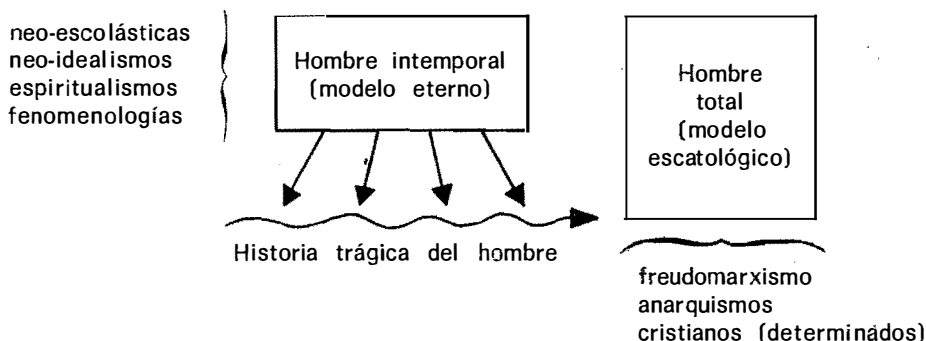 neo-escolásticas
neo-idealismos
espiritualismos
fenomenologías
Hombre intemporal
(modelo eterno)
Hombre
total
(modelo
escatológico)
Historia trágica del hombre
freudomarxismo
anarquismos
cristianos (determinados)